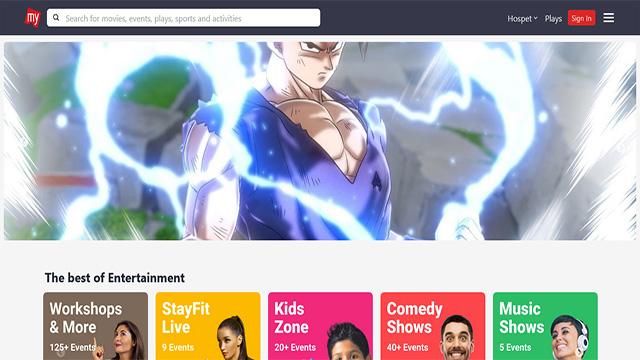 my
Search for movies, events, plays, sports and activities
Hospet
Plays
Sign In
The best of Entertainment
Workshops
& More
125+ Events
StayFit
Live
9 Events
Kids
Zone
20+ Events
Comedy
Shows
40+ Events
Music
Shows
5 Events